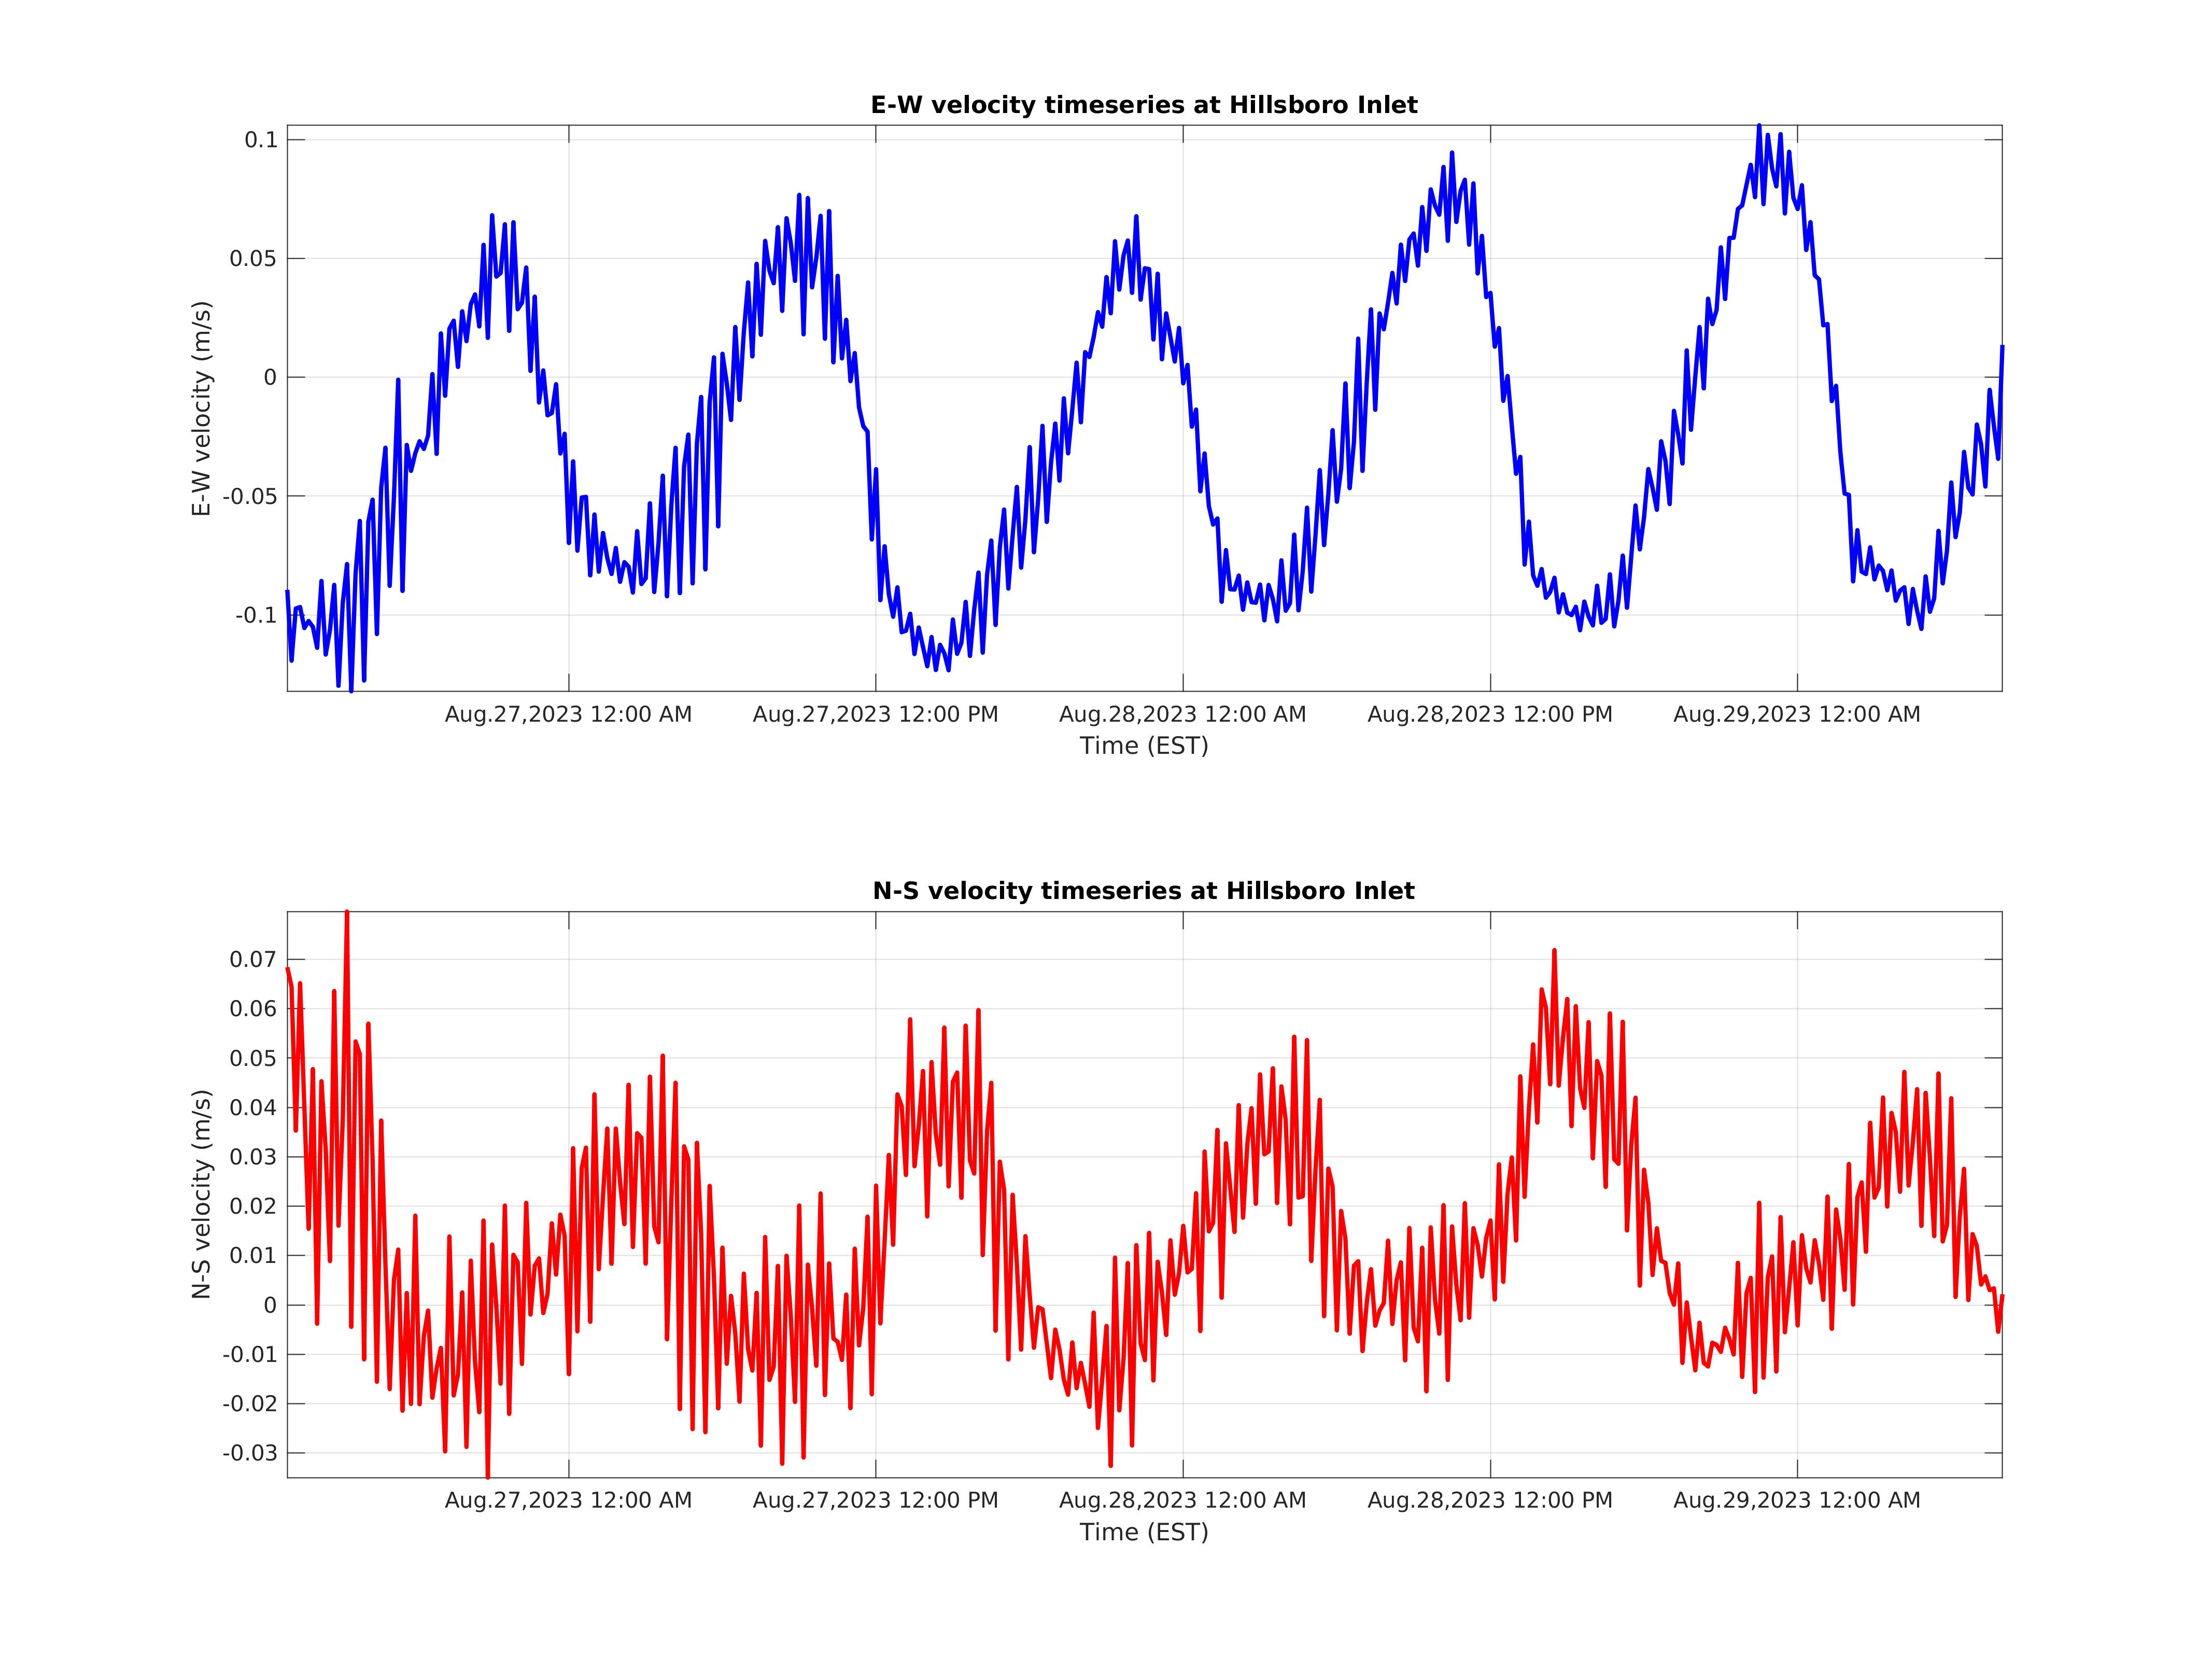 E-W velocity timeseries at Hillsboro Inlet
E-W velocity (m/s)
0.1
0.05
0
-0.05
-0.1
Aug.27,2023 12:00 AM Aug.27,2023 12:00 PM Aug.28,2023 12:00 AM Aug.28,2023 12:00 PM Aug.29,2023 12:00 AM
Time (EST)
N-S velocity timeseries at Hillsboro Inlet
N-S velocity (m/s)
0.07
0.06
0.05
0.04
0.03
0.02
0.01
0
-0.01
-0.02
-0.03
Aug.27,2023 12:00 AM Aug.27,2023 12:00 PM Aug.28,2023 12:00 AM Aug.28,2023 12:00 PM Aug.29,2023 12:00 AM
Time (EST)